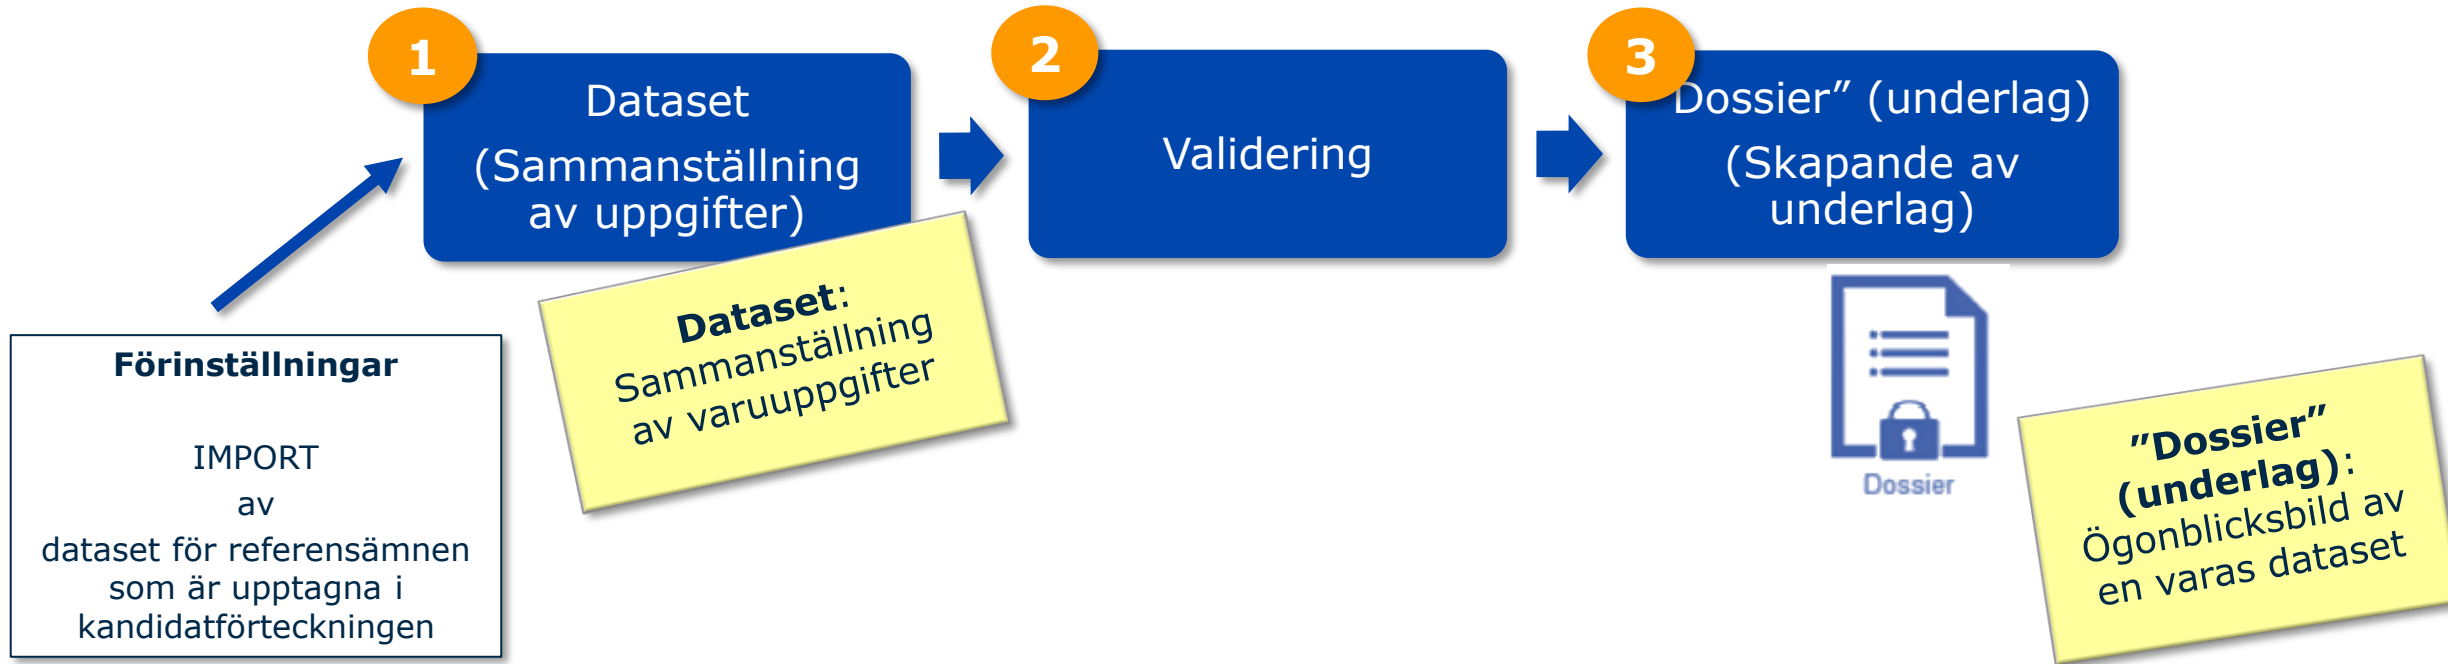 1
Dataset
(Sammanställning
av uppgifter)
2
Validering
3
Dossier” (underlag)
(Skapande av
underlag)
Förinställningar
IMPORT
av
dataset för referensämnen
som är upptagna i
kandidatförteckningen
Dataset:
Sammanställning
av varuuppgifter
Dossier
”Dossier”
(underlag):
Ögonblicksbild av
en varas dataset